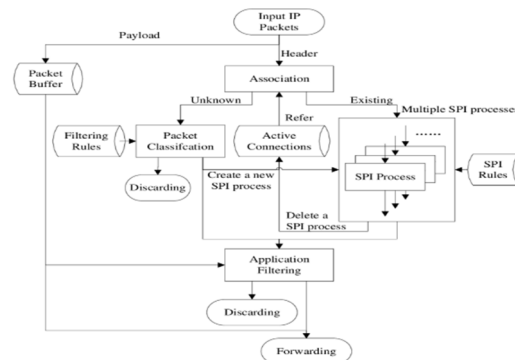 Input IP
Packets
Payload
Header
Packet
Buffer
Association
Unknown
Existing
Multiple SPI processe
Refer
Filtering
Rules
Packet
Classifcation
Active
Connections
......
SPI Process
SPI
Rules
Create a new
SPI process
Discarding
Delete a
SPI process
Application
Filtering
Discarding
Forwarding